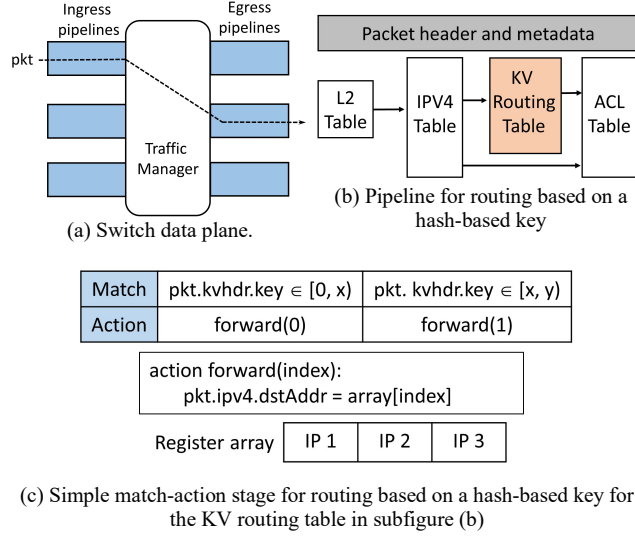 Ingress pipelines
Egress pipelines
pkt
Traffic Manager
(a) Switch data plane.
Packet header and metadata
L2 Table
IPV4 Table
KV Routing Table
ACL Table
(b) Pipeline for routing based on a
hash-based key
Match pkt.kvhdr.key ∈ [0, x) pkt. kvhdr.key ∈ [x, y)
Action forward(0) forward(1)
action forward(index):
pkt.ipv4.dstAddr = array[index]
Register array IP 1 IP 2 IP 3
(c) Simple match-action stage for routing based on a hash-based key for
the KV routing table in subfigure (b)